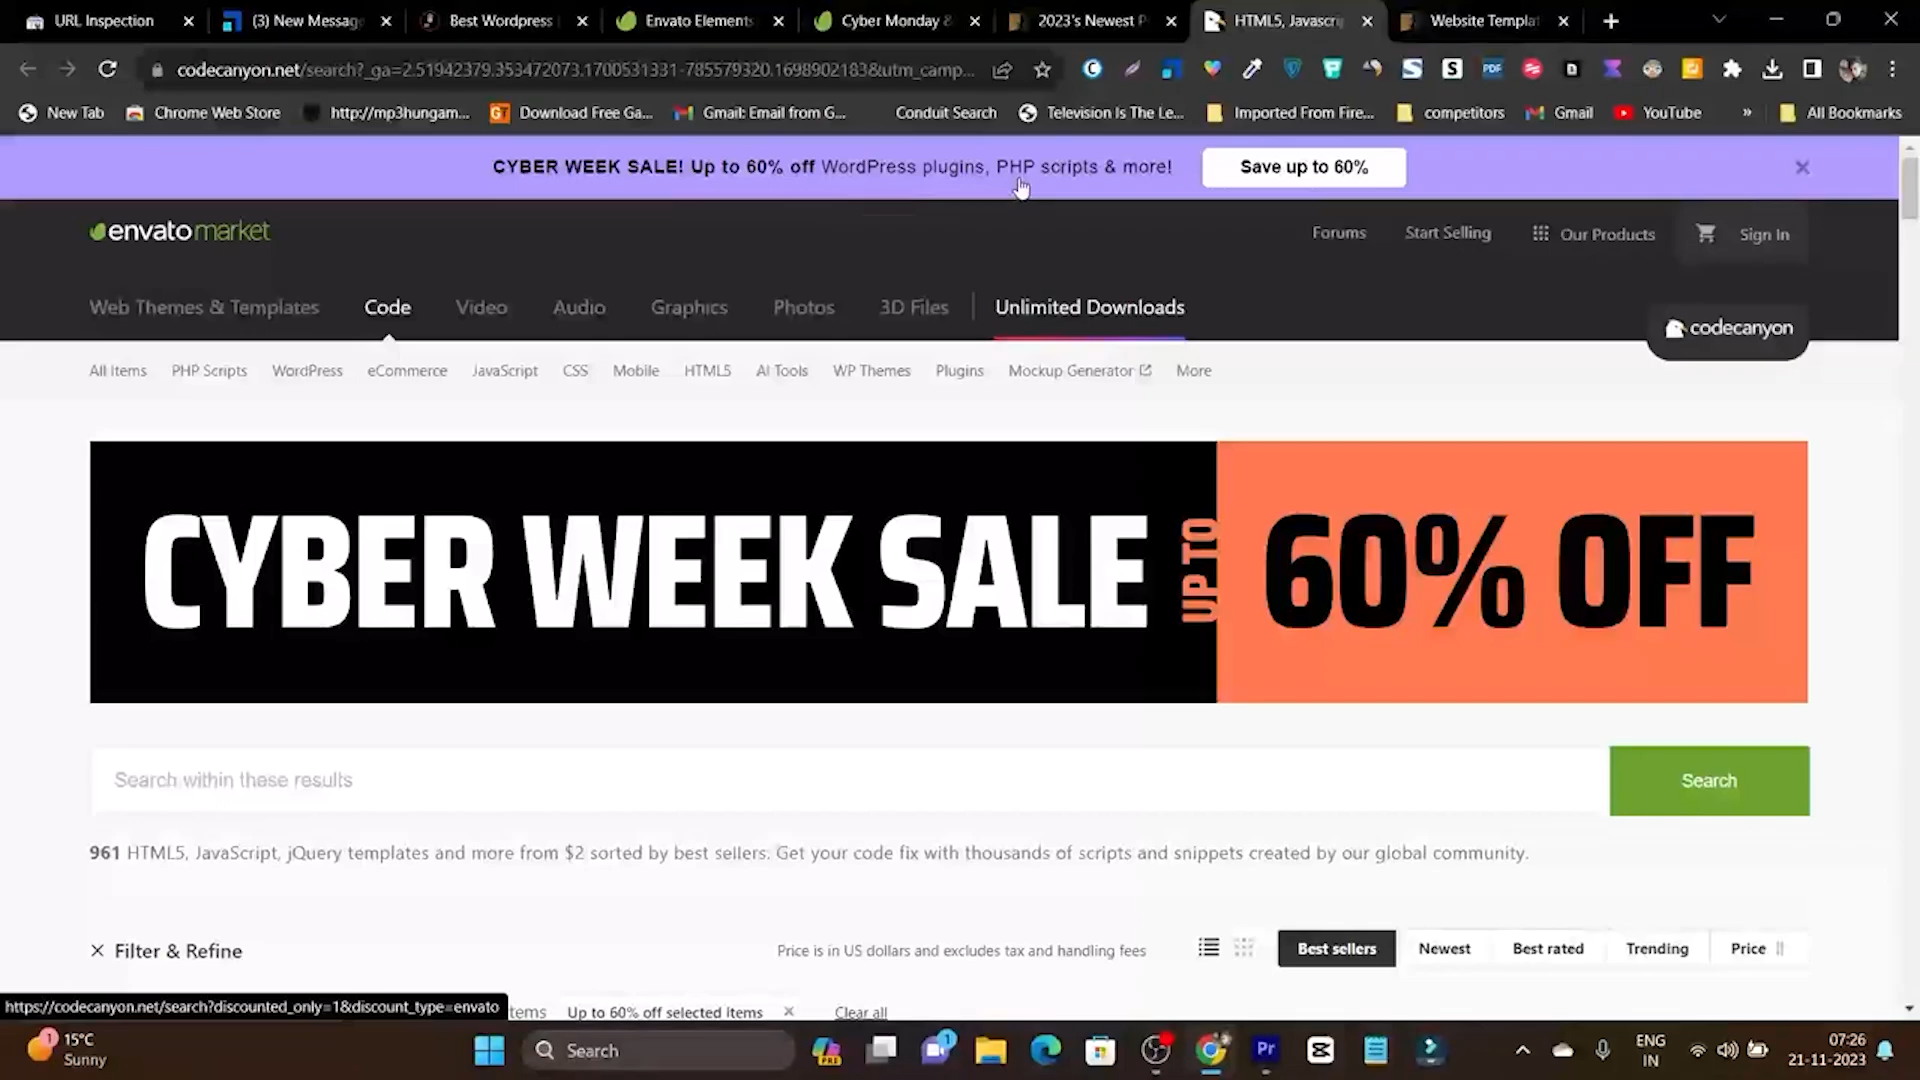 URL Inspection
(3) New Messag
Best Wordpress
Envato Elements
Cyber Monday &
2023's Newest P
HTML5, Javascri
Website Templat
codecanyon.net/search?_ga=2.51942379.353472073.1700531331-785579320.1698902183&utm_camp...
New Tab
Chrome Web Store
http://mp3hungam...
Download Free Ga...
Gmail: Email from G...
Conduit Search
Television Is The Le...
Imported From Fire...
competitors
Gmail
YouTube
»
All Bookmarks
CYBER WEEK SALE! Up to 60% off WordPress plugins, PHP scripts & more!
Save up to 60%
envatomarket
Forums
Start Selling
Our Products
Sign In
Web Themes & Templates
Code
Video
Audio
Graphics
Photos
3D Files
Unlimited Downloads
codecanyon
All Items
PHP Scripts
WordPress
eCommerce
JavaScript
CSS
Mobile
HTML5
AI Tools
WP Themes
Plugins
Mockup Generator
More
CYBER WEEK SALE
UP TO
60% OFF
Search within these results
Search
961 HTML5, JavaScript, jQuery templates and more from $2 sorted by best sellers. Get your code fix with thousands of scripts and snippets created by our global community.
Filter & Refine
Price is in US dollars and excludes tax and handling fees
Best sellers
Newest
Best rated
Trending
Price
https://codecanyon.net/search?discounted_only=1&discount_type=envato
tems
Up to 60% off selected items
Clear all
1
15°C
Sunny
Search
PRE
1
Pr
ENG
IN
07:26
21-11-2023